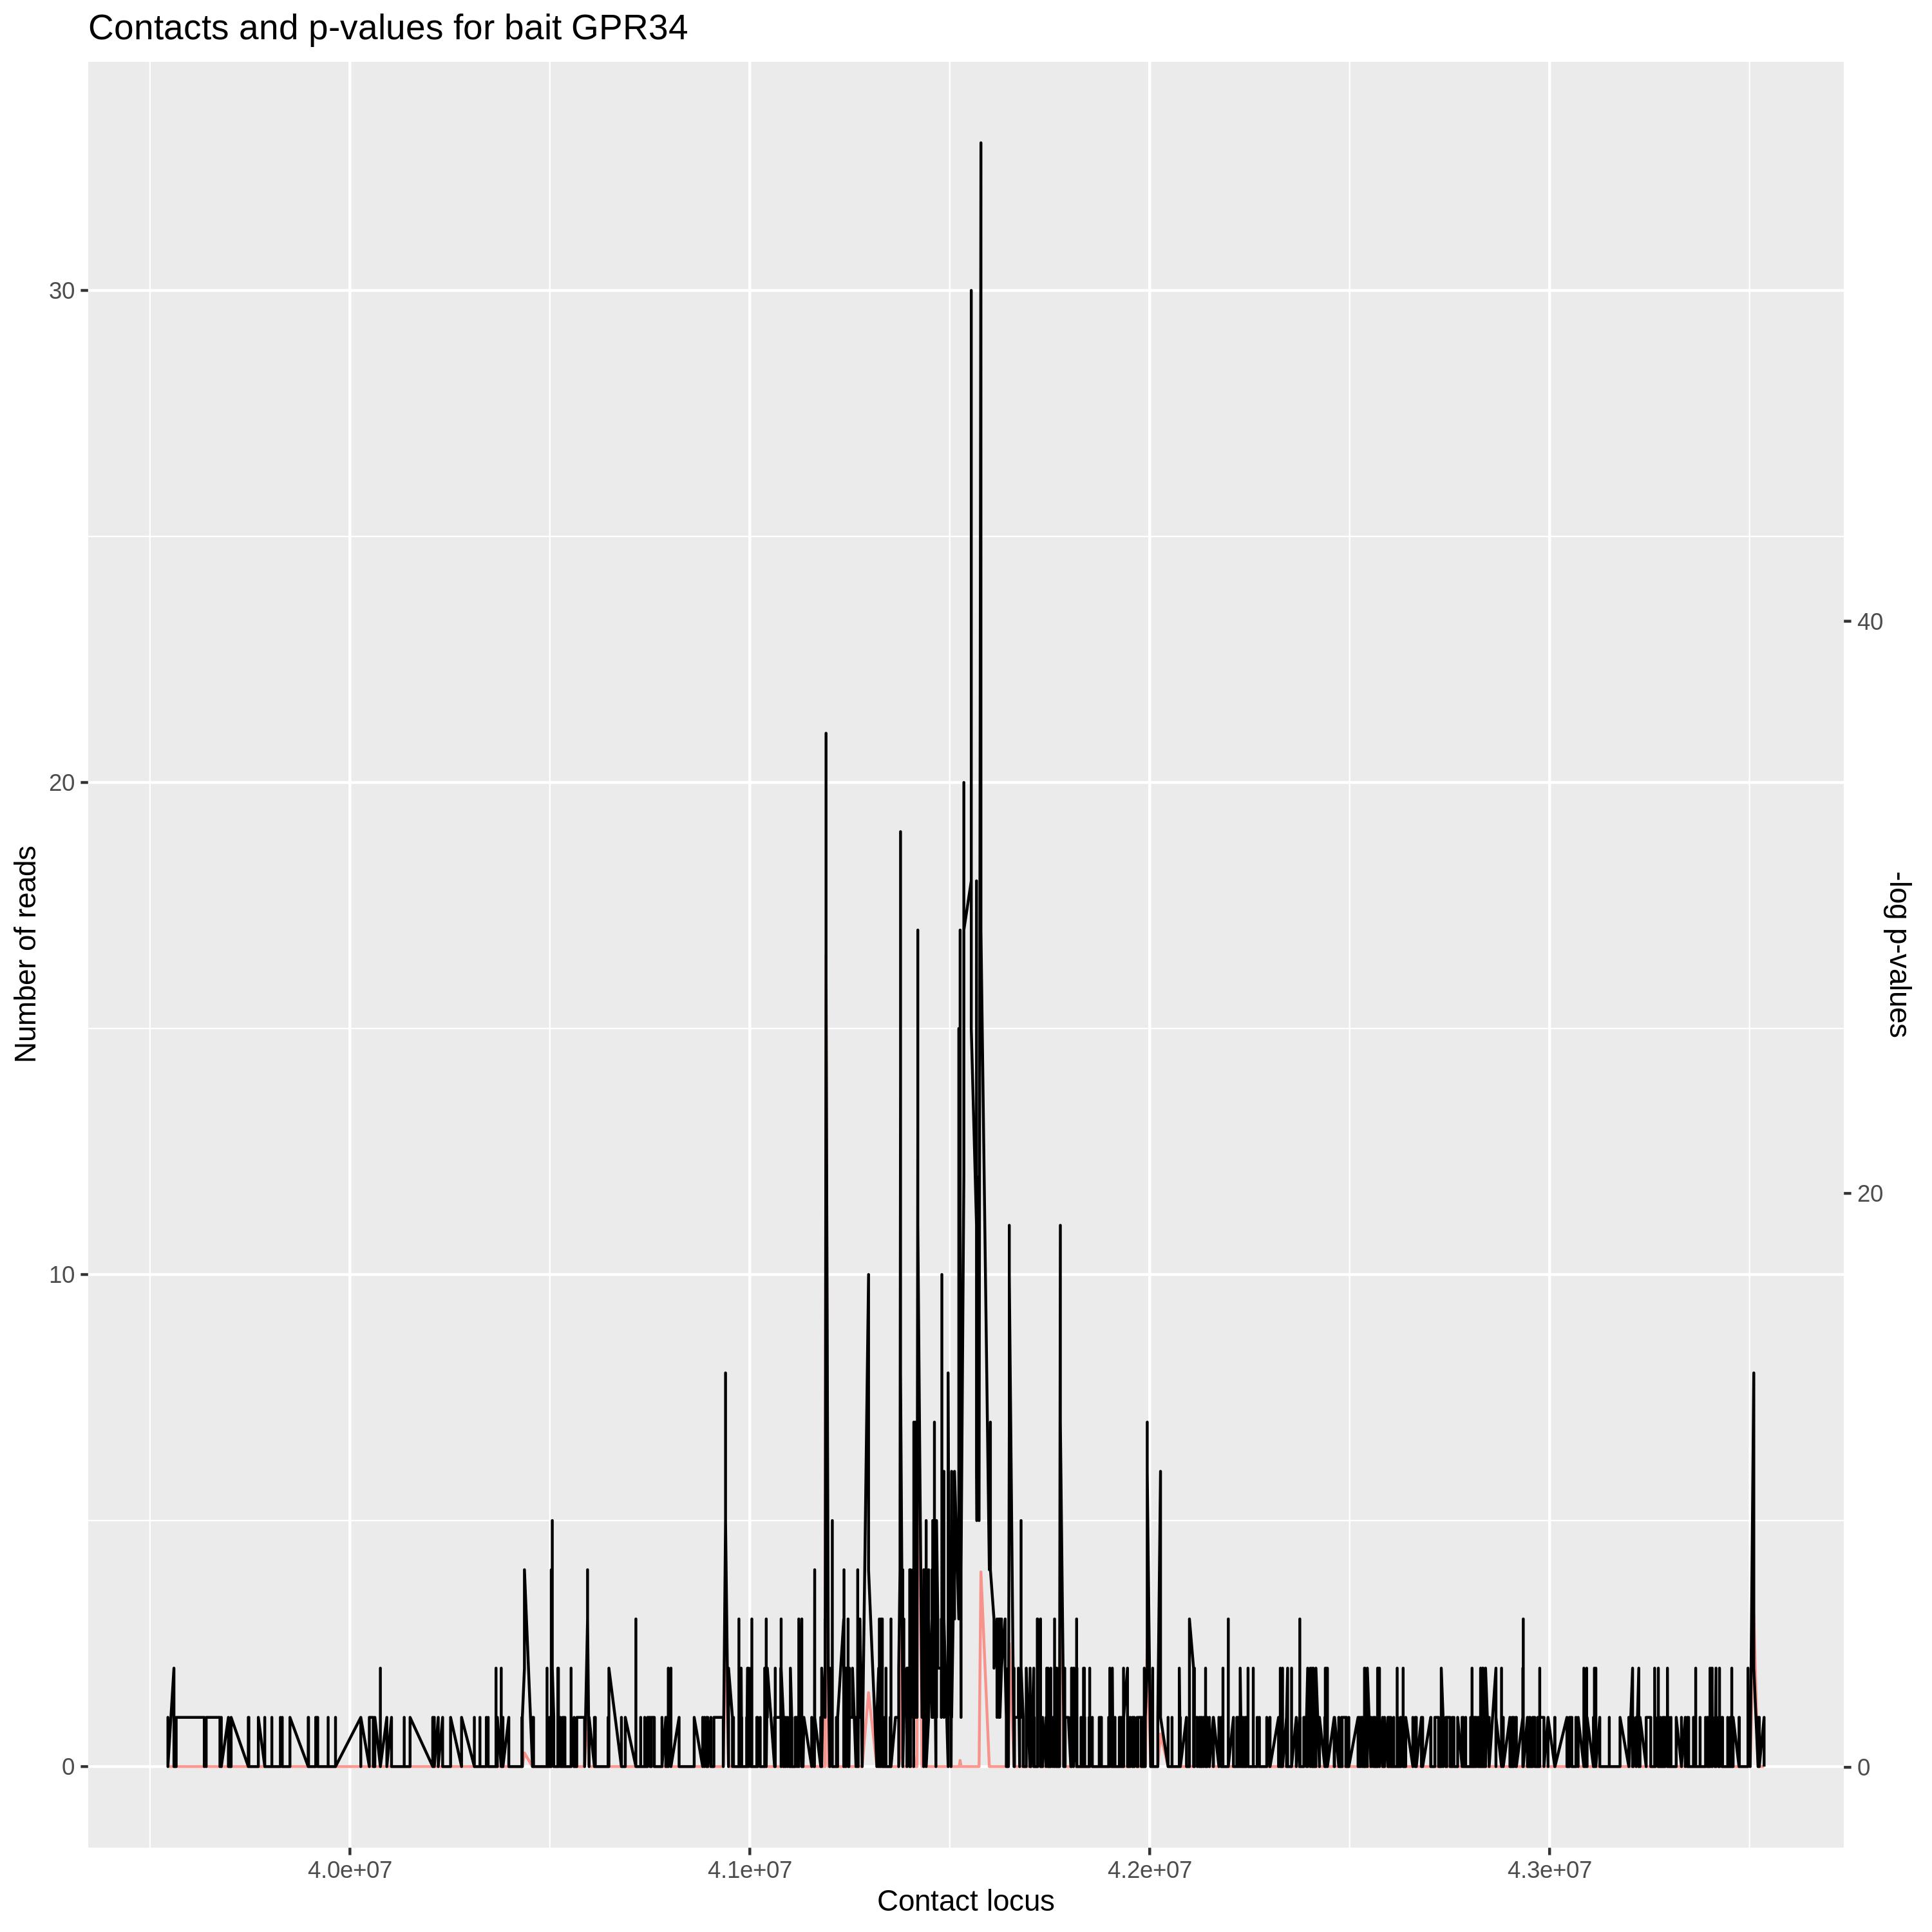 Contacts and p-values for bait GPR34
30
20
10
0
Number of reads
40
20
0
-log p-values
4.0e+07 4.1e+07 4.2e+07 4.3e+07
Contact locus